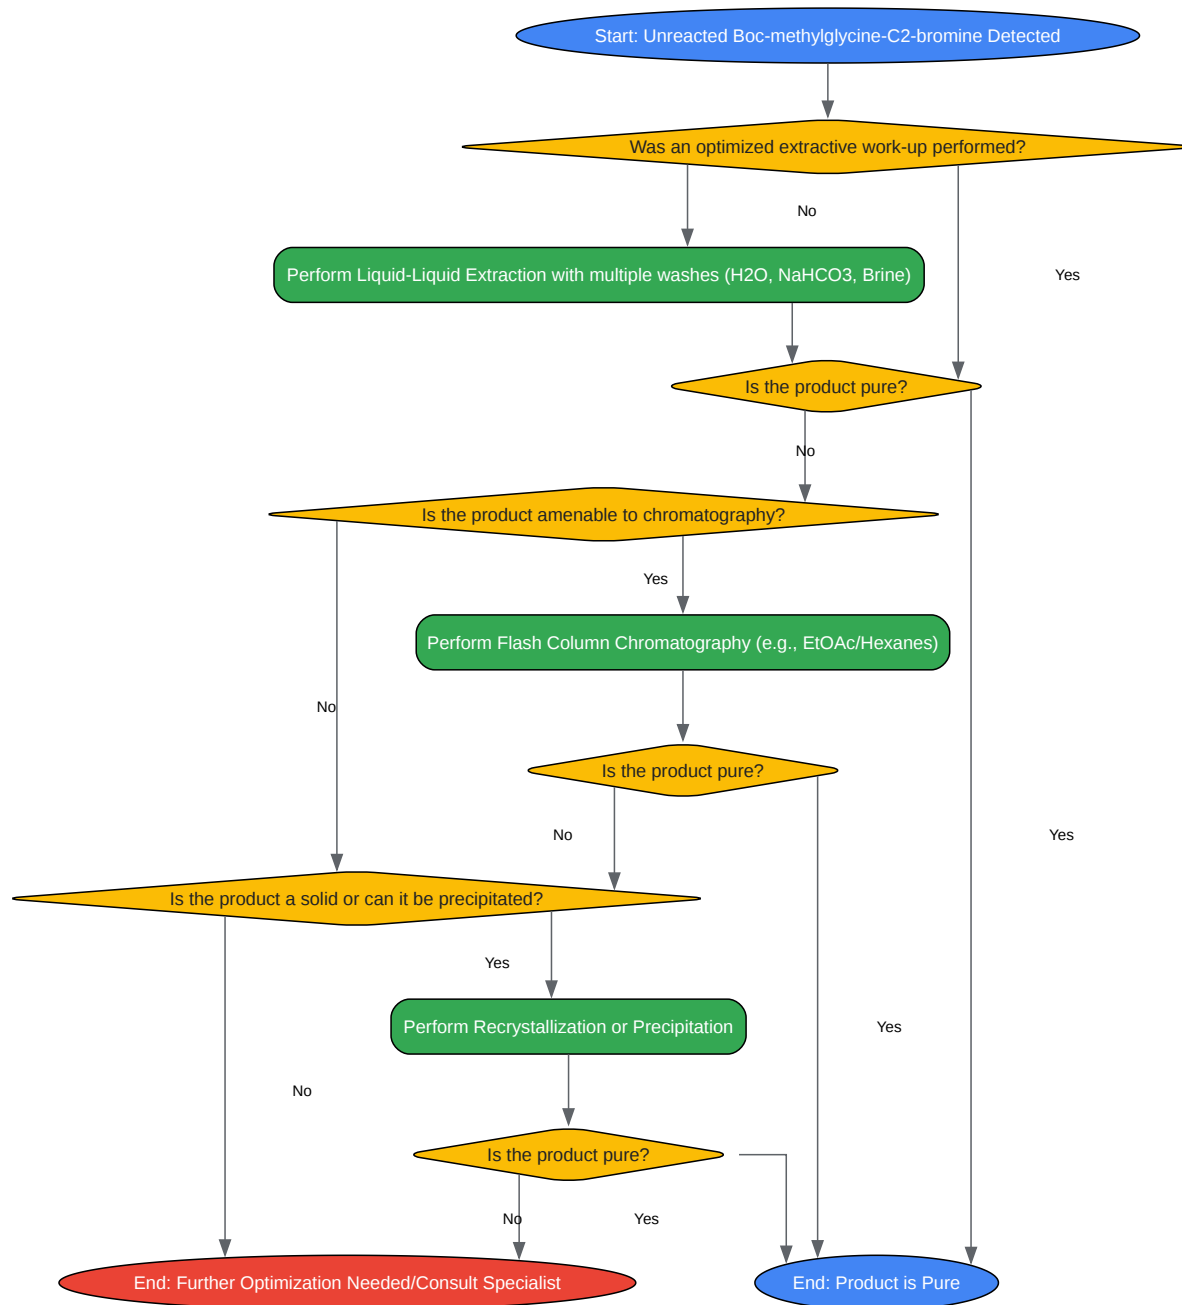 Start: Unreacted Boc-methylglycine-C2-bromine Detected
Was an optimized extractive work-up performed?
No
Perform Liquid-Liquid Extraction with multiple washes (H2O, NaHCO3, Brine)
Yes
Is the product pure?
No
Is the product amenable to chromatography?
Yes
Perform Flash Column Chromatography (e.g., EtOAc/Hexanes)
No
Is the product pure?
No
Yes
Is the product a solid or can it be precipitated?
Yes
Perform Recrystallization or Precipitation
Yes
No
Is the product pure?
No
Yes
End: Further Optimization Needed/Consult Specialist
End: Product is Pure